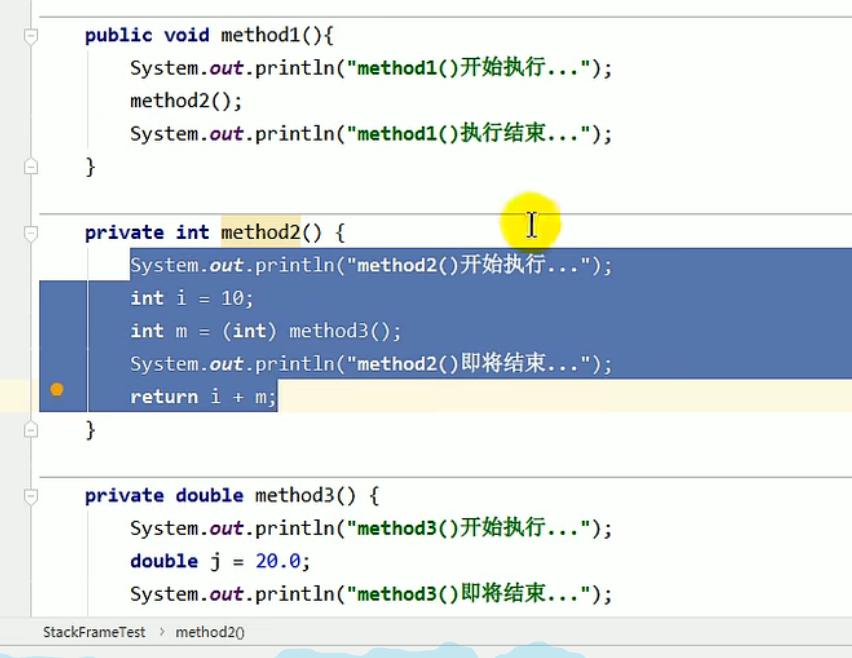 public void method1(){
System.out.println("method1()开始执行...");
method2();
System.out.println("method1()执行结束...");
}
private int method2() {
System.out.println("method2()开始执行...");
int i = 10;
int m = (int) method3();
System.out.println("method2()即将结束...");
return i + m;
}
private double method3() {
System.out.println("method3()开始执行...");
double j = 20.0;
System.out.println("method3()即将结束...");
StackFrameTest › method2()